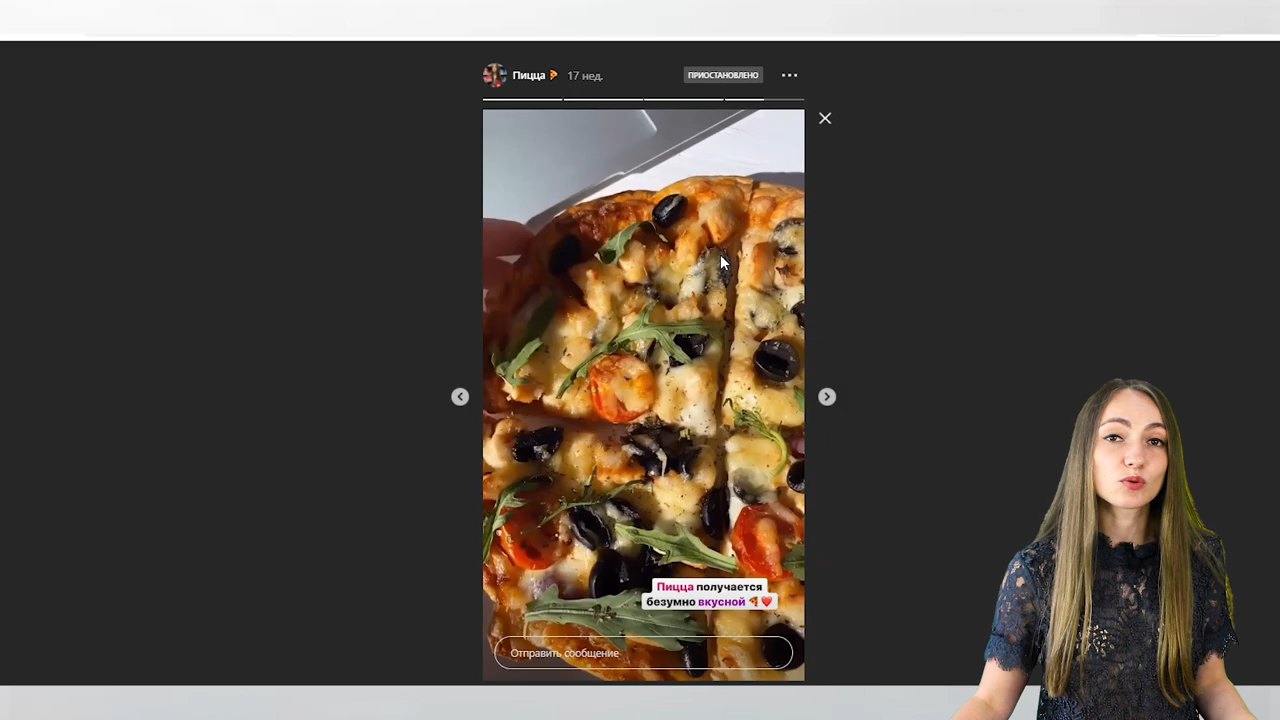 Пицца🍕 17 нед.
ПРИОСТАНОВЛЕНО
Пицца получается
безумно вкусной 🍕❤️
Отправить сообщение